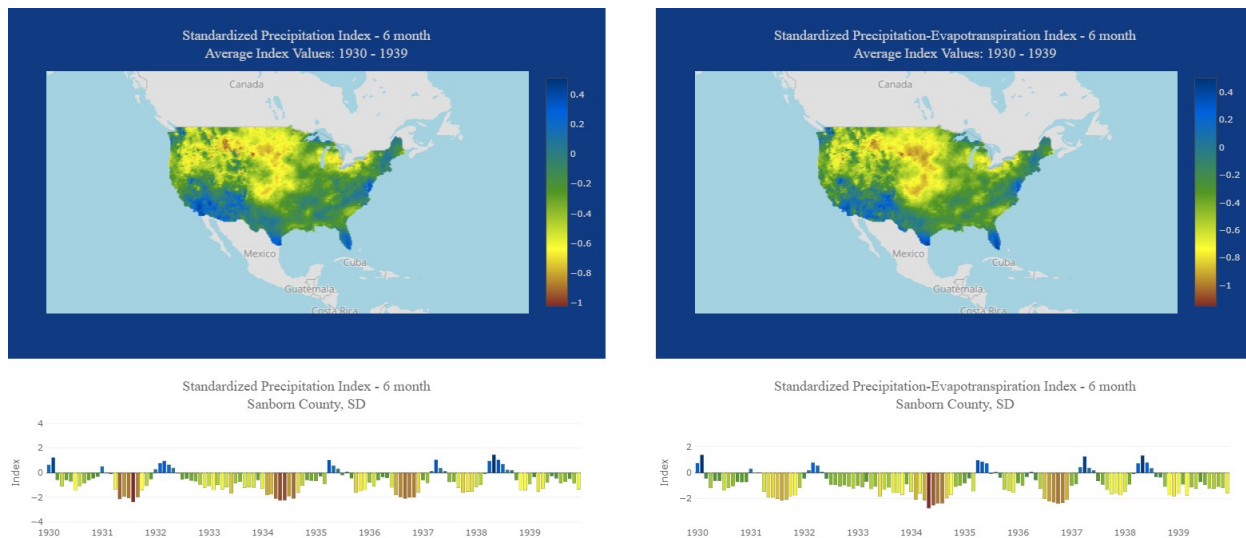 Standardized Precipitation Index - 6 month
Average Index Values: 1930 - 1939
Canada
Mexico
Cuba
Guatemala
Costa Rica
0.4
0.2
0
−0.2
−0.4
−0.6
−0.8
−1
Standardized Precipitation-Evapotranspiration Index - 6 month
Average Index Values: 1930 - 1939
Canada
Mexico
Cuba
Guatemala
Costa Rica
0.4
0.2
0
−0.2
−0.4
−0.6
−0.8
−1
Standardized Precipitation Index - 6 month
Sanborn County, SD
Index
4
2
0
−2
−4
1930 1931 1932 1933 1934 1935 1936 1937 1938 1939
Standardized Precipitation-Evapotranspiration Index - 6 month
Sanborn County, SD
Index
2
0
−2
1930 1931 1932 1933 1934 1935 1936 1937 1938 1939